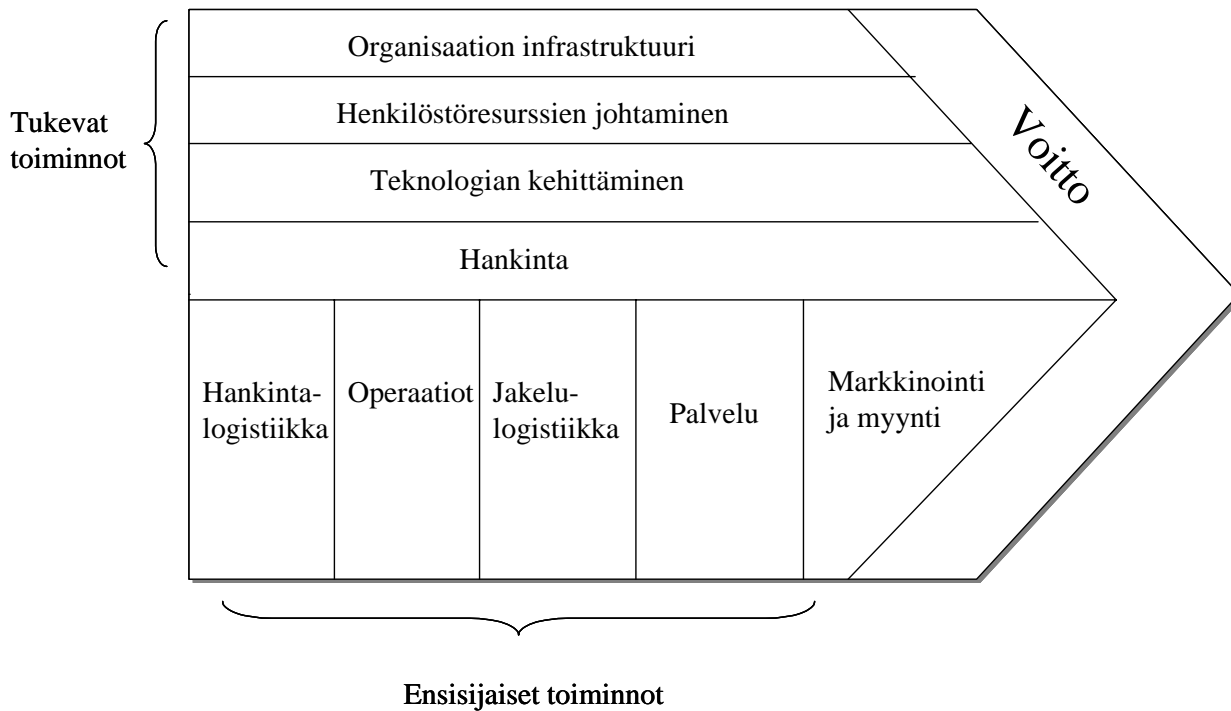 Organisaation infrastruktuuri
Henkilöstöresurssien johtaminen
Tukevat
toiminnot
Teknologian kehittäminen
Hankinta
Voitto
Hankinta-
logistiikka
Operaatiot
Jakelu-
logistiikka
Palvelu
Markkinointi
ja myynti
Ensisijaiset toiminnot